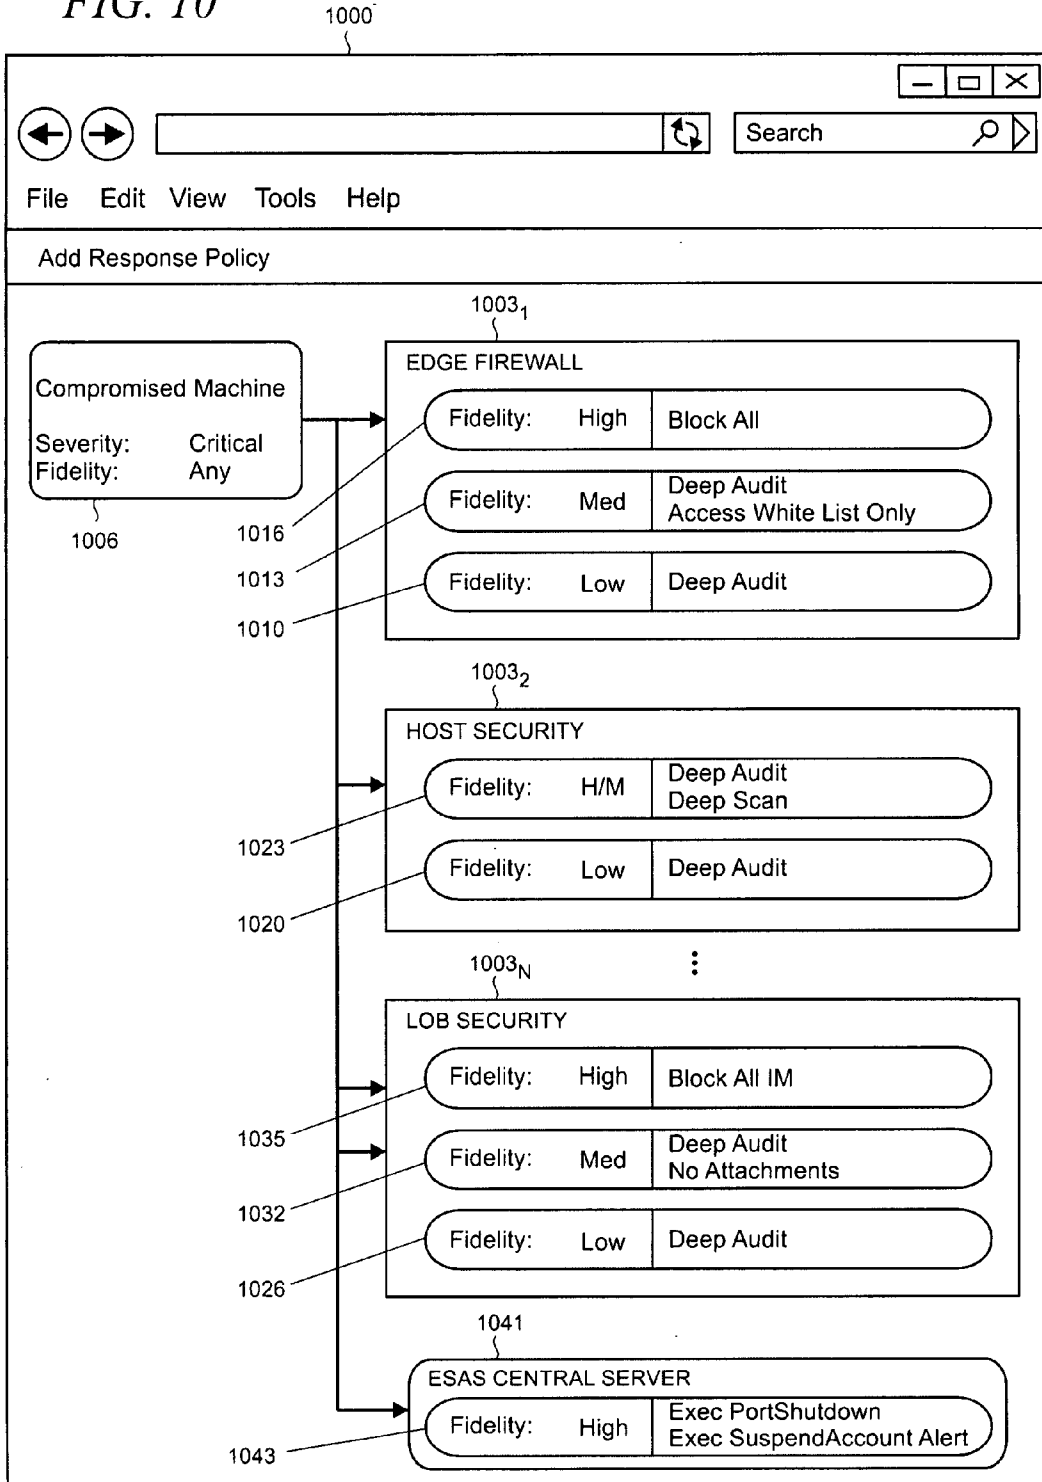 FIG. 10
1000
Search
File Edit View Tools Help
Add Response Policy
1003₁
Compromised Machine
Severity: Critical
Fidelity: Any
1006
EDGE FIREWALL
Fidelity: High Block All
1016
Fidelity: Med Deep Audit
Access White List Only
1013
Fidelity: Low Deep Audit
1010
1003₂
HOST SECURITY
Fidelity: H/M Deep Audit
Deep Scan
1023
Fidelity: Low Deep Audit
1020
1003N
LOB SECURITY
Fidelity: High Block All IM
1035
Fidelity: Med Deep Audit
No Attachments
1032
Fidelity: Low Deep Audit
1026
1041
ESAS CENTRAL SERVER
Fidelity: High Exec PortShutdown
Exec SuspendAccount Alert
1043